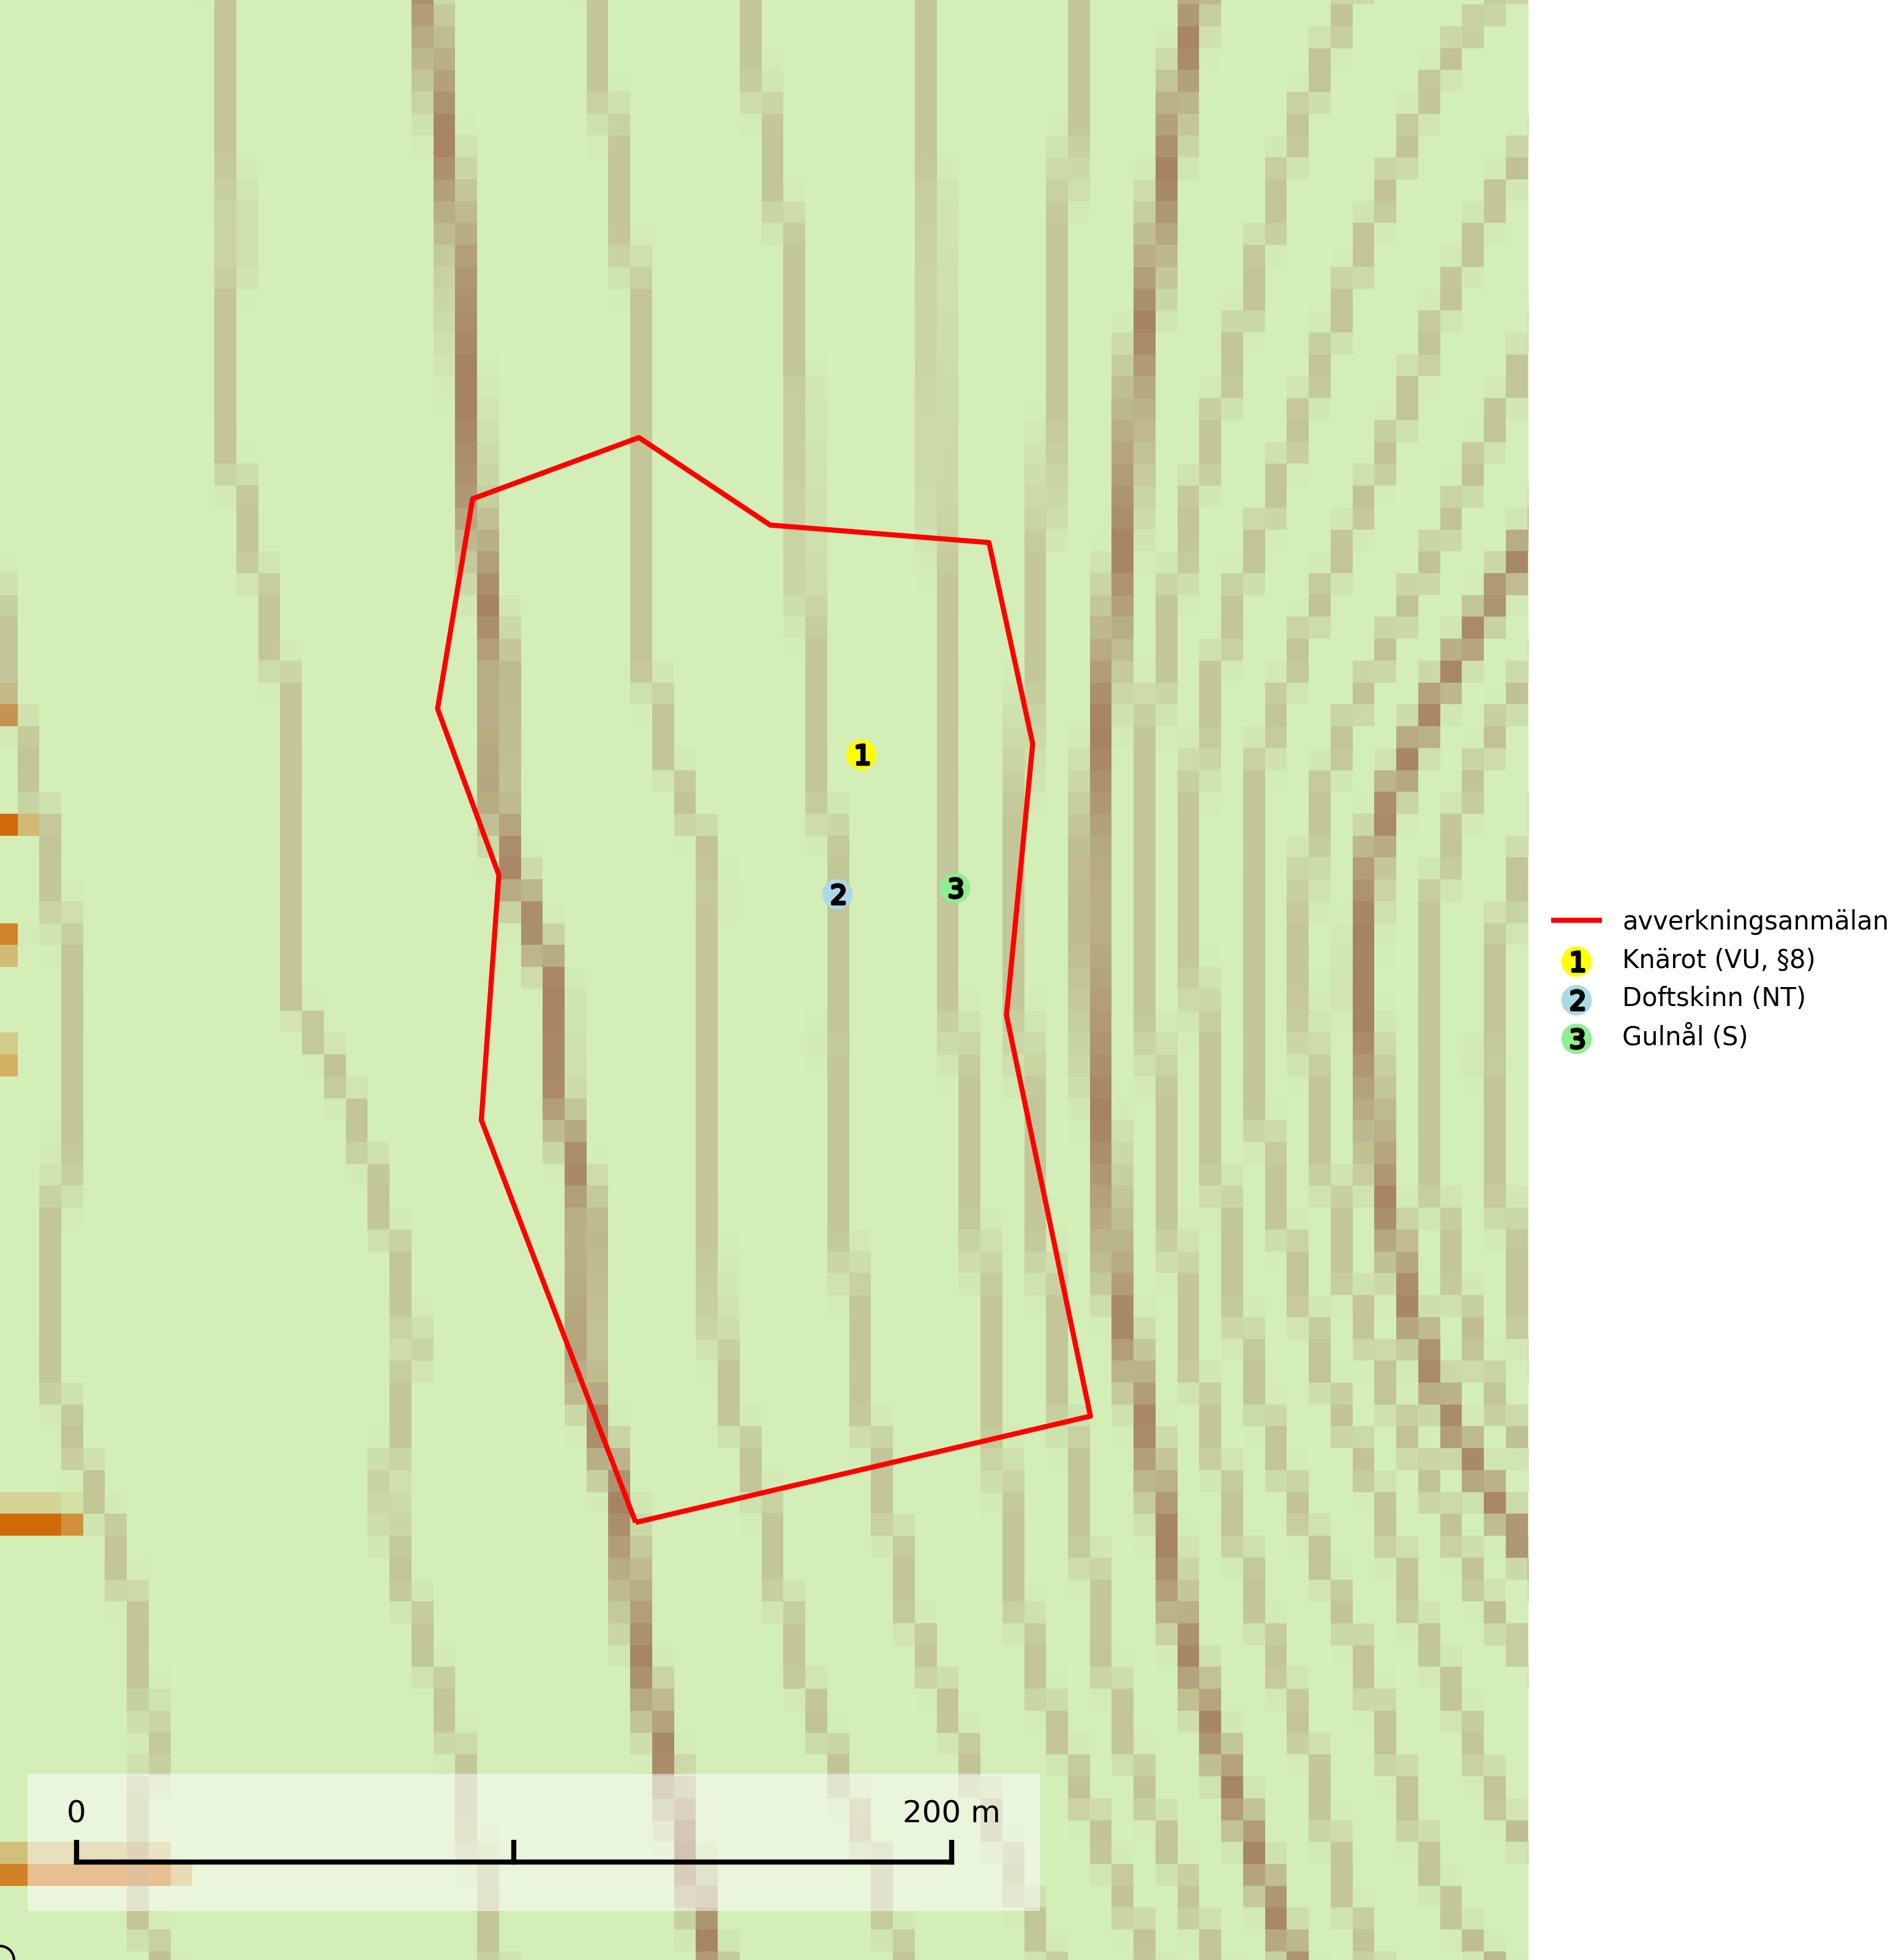 1
2
3
avverkningsanmälan
1 Knärot (VU, §8)
2 Doftskinn (NT)
3 Gulnål (S)
0 200 m